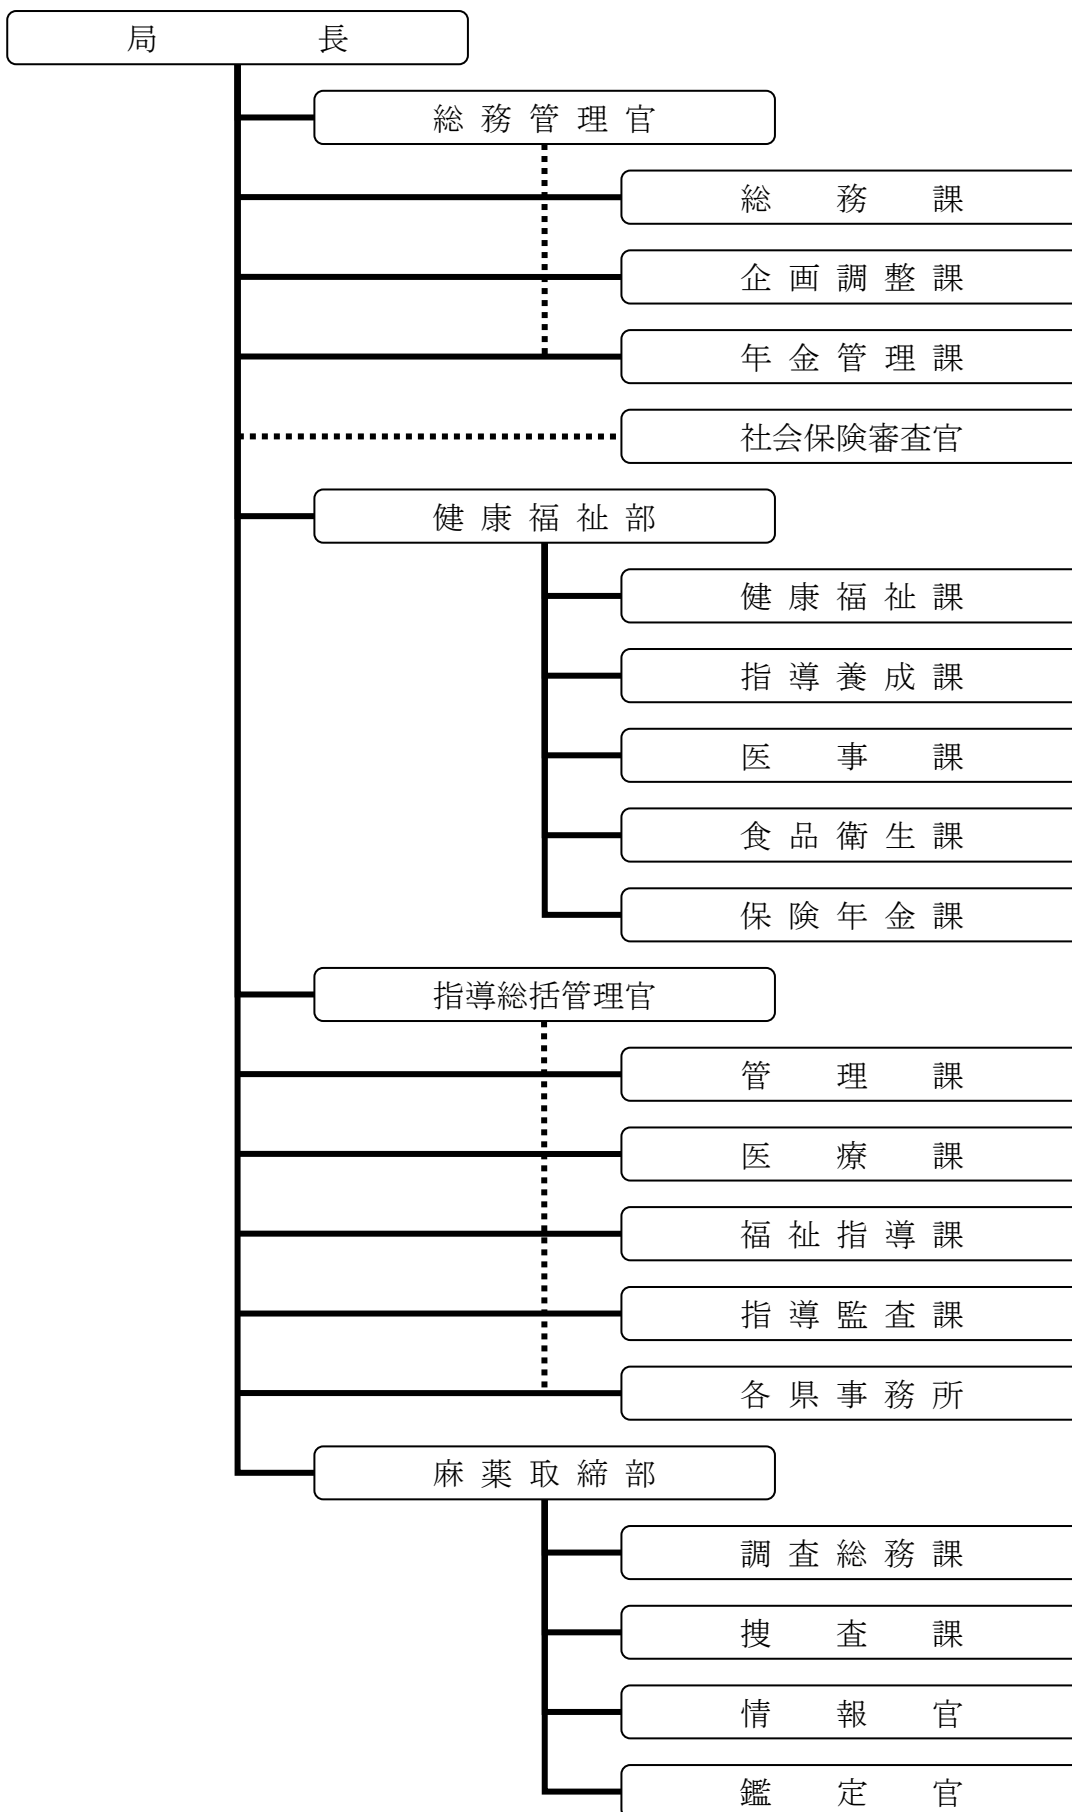 局長
総務管理官
総務課
企画調整課
年金管理課
社会保険審査官
健康福祉部
健康福祉課
指導養成課
医事課
食品衛生課
保険年金課
指導総括管理官
管理課
医療課
福祉指導課
指導監査課
各県事務所
麻薬取締部
調査総務課
捜査課
情報官
鑑定官